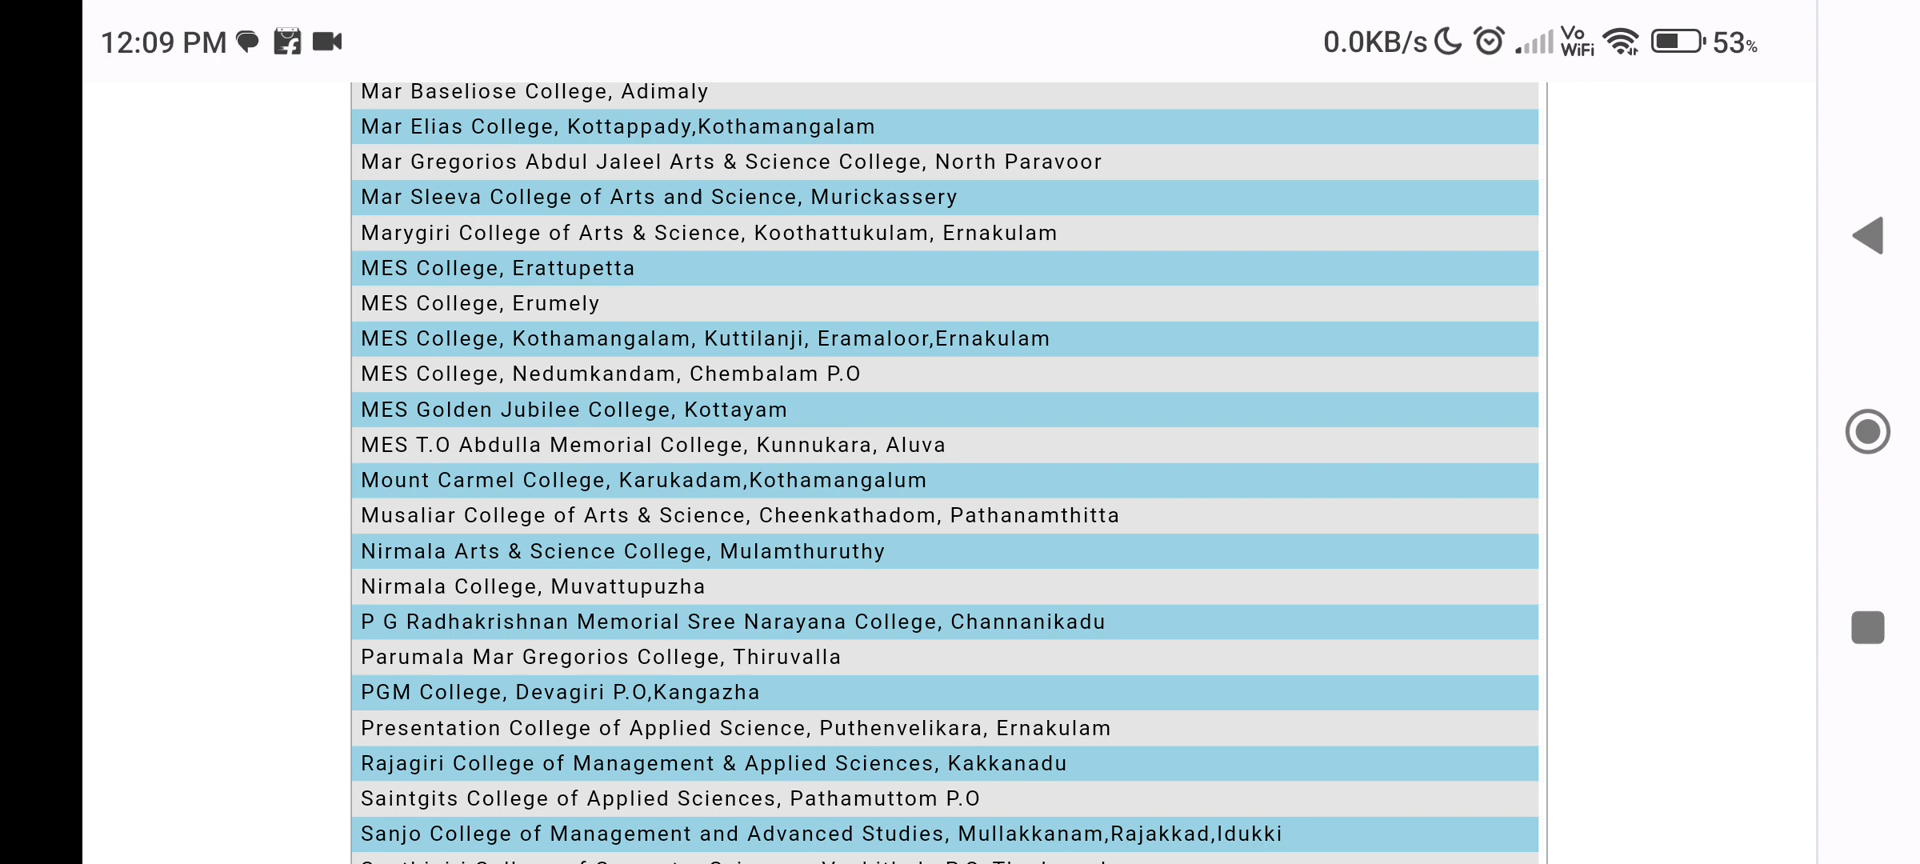 12:09 PM 0.0KB/s Vo WiFi 53%
Mar Baseliose College, Adimaly
Mar Elias College, Kottappady,Kothamangalam
Mar Gregorios Abdul Jaleel Arts & Science College, North Paravoor
Mar Sleeva College of Arts and Science, Murickassery
Marygiri College of Arts & Science, Koothattukulam, Ernakulam
MES College, Erattupetta
MES College, Erumely
MES College, Kothamangalam, Kuttilanji, Eramaloor,Ernakulam
MES College, Nedumkandam, Chembalam P.O
MES Golden Jubilee College, Kottayam
MES T.O Abdulla Memorial College, Kunnukara, Aluva
Mount Carmel College, Karukadam,Kothamangalum
Musaliar College of Arts & Science, Cheenkathadom, Pathanamthitta
Nirmala Arts & Science College, Mulamthuruthy
Nirmala College, Muvattupuzha
P G Radhakrishnan Memorial Sree Narayana College, Channanikadu
Parumala Mar Gregorios College, Thiruvalla
PGM College, Devagiri P.O,Kangazha
Presentation College of Applied Science, Puthenvelikara, Ernakulam
Rajagiri College of Management & Applied Sciences, Kakkanadu
Saintgits College of Applied Sciences, Pathamuttom P.O
Sanjo College of Management and Advanced Studies, Mullakkanam,Rajakkad,Idukki